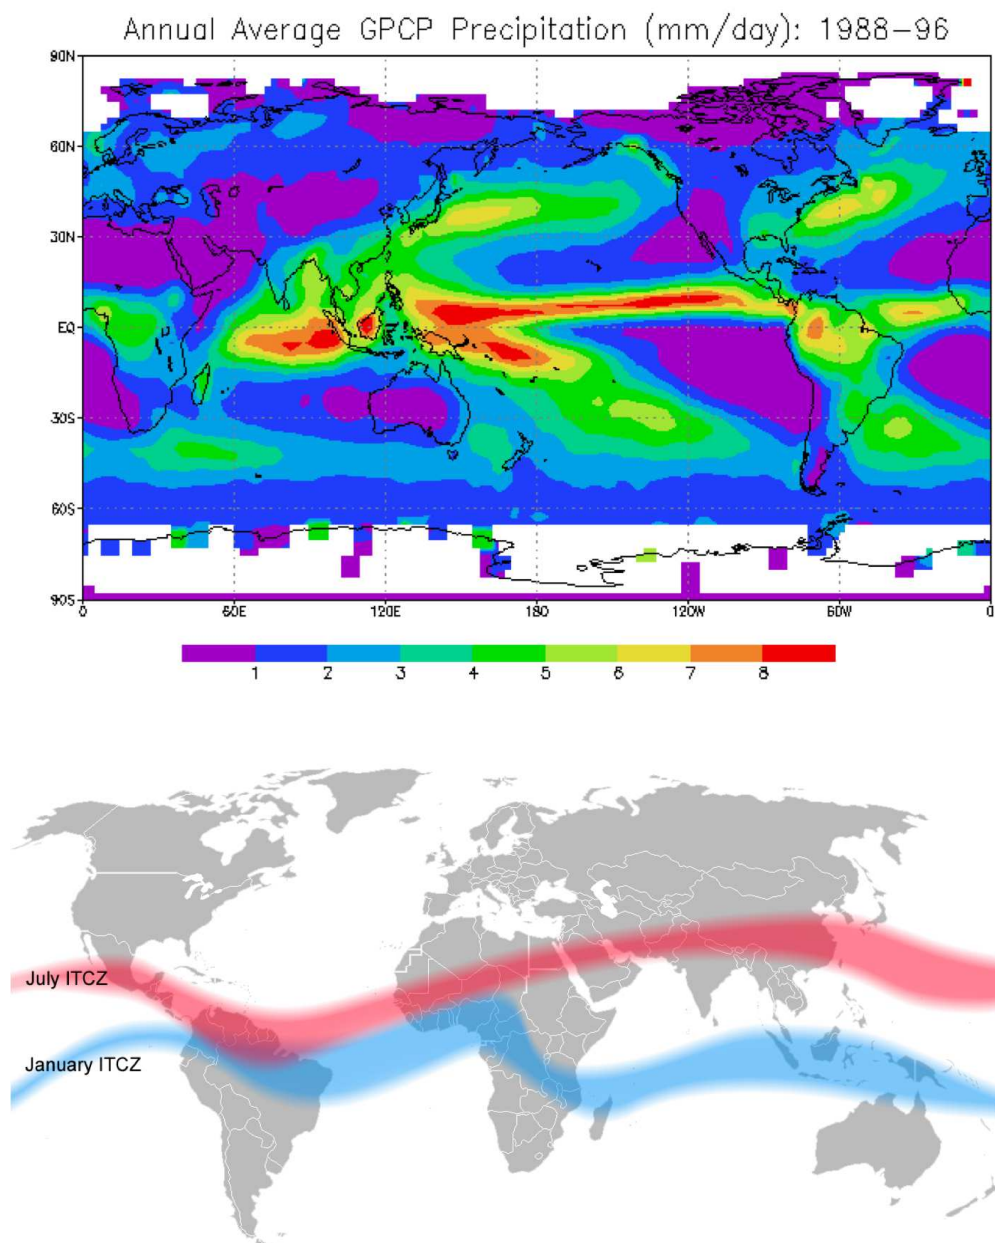 Annual Average GPCP Precipitation (mm/day): 1988-96
90N
60N
30N
EQ
30S
60S
90S
0 60E 120E 180 120W 60W 0
1 2 3 4 5 6 7 8
July ITCZ
January ITCZ